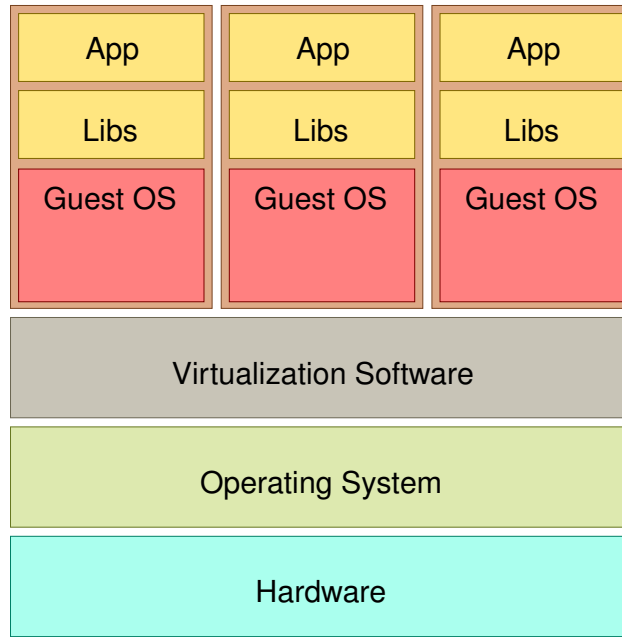 App App App
Libs Libs Libs
Guest OS Guest OS Guest OS
Virtualization Software
Operating System
Hardware